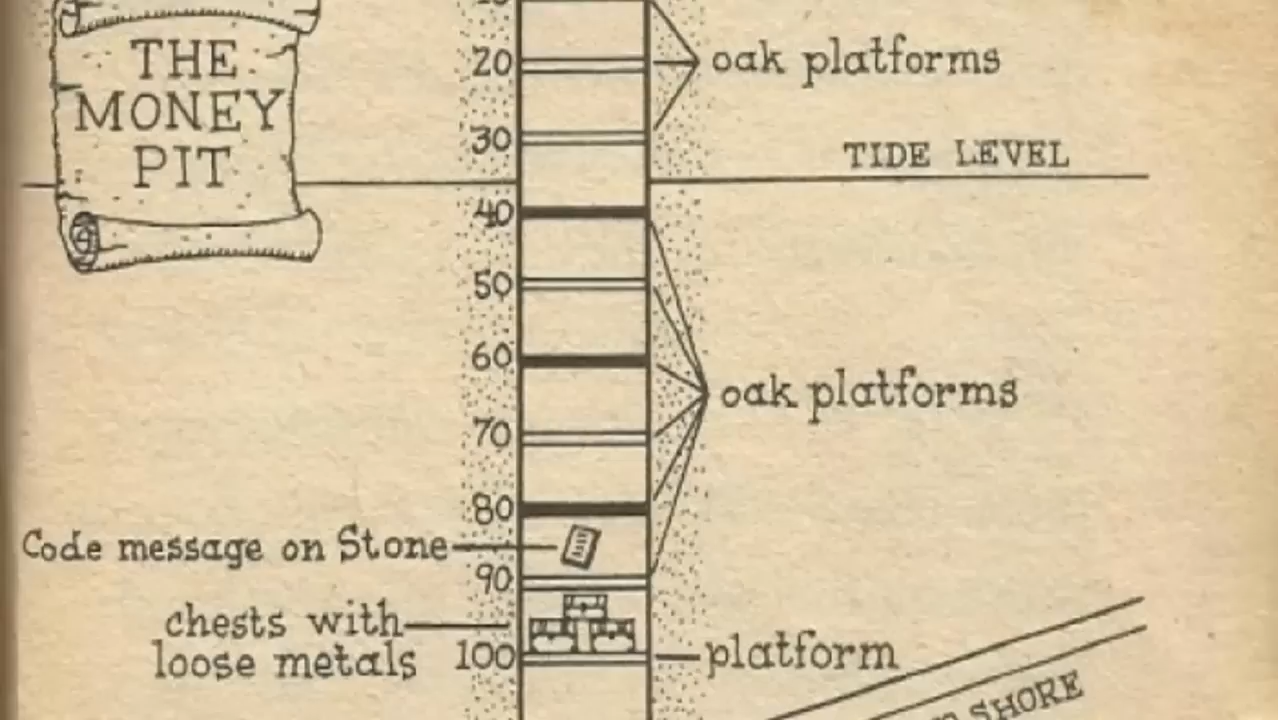 THE
MONEY
PIT
20
oak platforms
30
TIDE LEVEL
40
50
60
oak platforms
70
80
Code message on Stone
90
chests with
loose metals
100
platform
SHORE